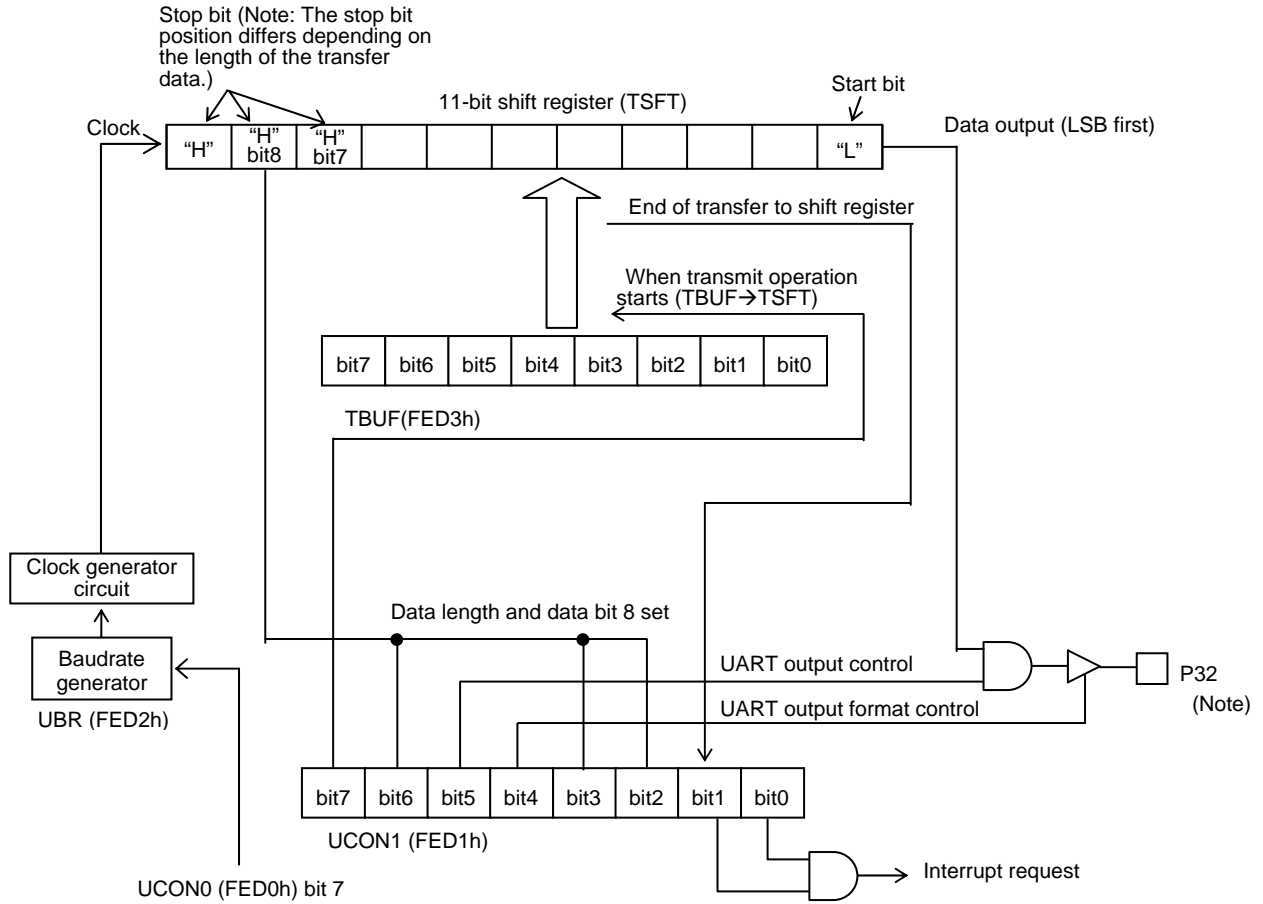 Stop bit (Note: The stop bit
position differs depending on
the length of the transfer
data.)
11-bit shift register (TSFT)
Start bit
Clock
Data output (LSB first)
“H”
“H”
bit8
“H”
bit7
“L”
End of transfer to shift register
When transmit operation
starts (TBUF→TSFT)
bit7 bit6 bit5 bit4 bit3 bit2 bit1 bit0
TBUF(FED3h)
Clock generator
circuit
Data length and data bit 8 set
Baudrate
generator
UBR (FED2h)
UART output control
P32
(Note)
UART output format control
bit7 bit6 bit5 bit4 bit3 bit2 bit1 bit0
UCON1 (FED1h)
Interrupt request
UCON0 (FED0h) bit 7